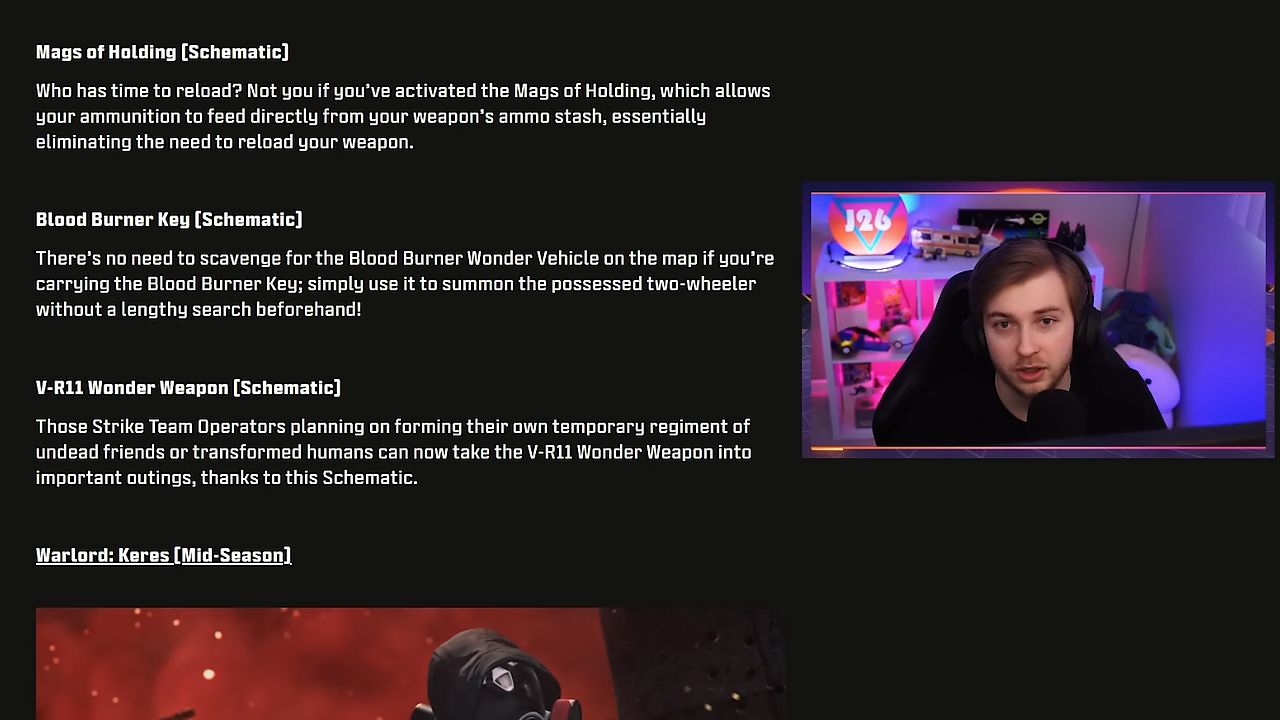 Mags of Holding [Schematic]
Who has time to reload? Not you if you’ve activated the Mags of Holding, which allows
your ammunition to feed directly from your weapon’s ammo stash, essentially
eliminating the need to reload your weapon.
Blood Burner Key [Schematic]
There’s no need to scavenge for the Blood Burner Wonder Vehicle on the map if you’re
carrying the Blood Burner Key; simply use it to summon the possessed two-wheeler
without a lengthy search beforehand!
J26
V-R11 Wonder Weapon [Schematic]
Those Strike Team Operators planning on forming their own temporary regiment of
undead friends or transformed humans can now take the V-R11 Wonder Weapon into
important outings, thanks to this Schematic.
Warlord: Keres [Mid-Season]